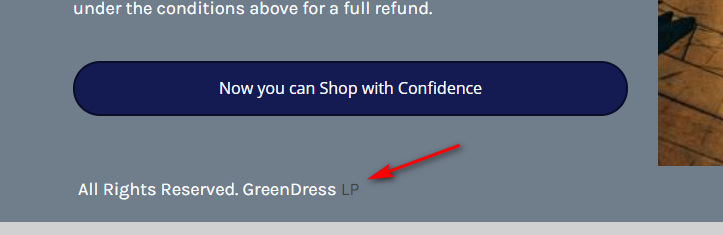 under the conditions above for a full refund.
Now you can Shop with Confidence
All Rights Reserved. GreenDress LP